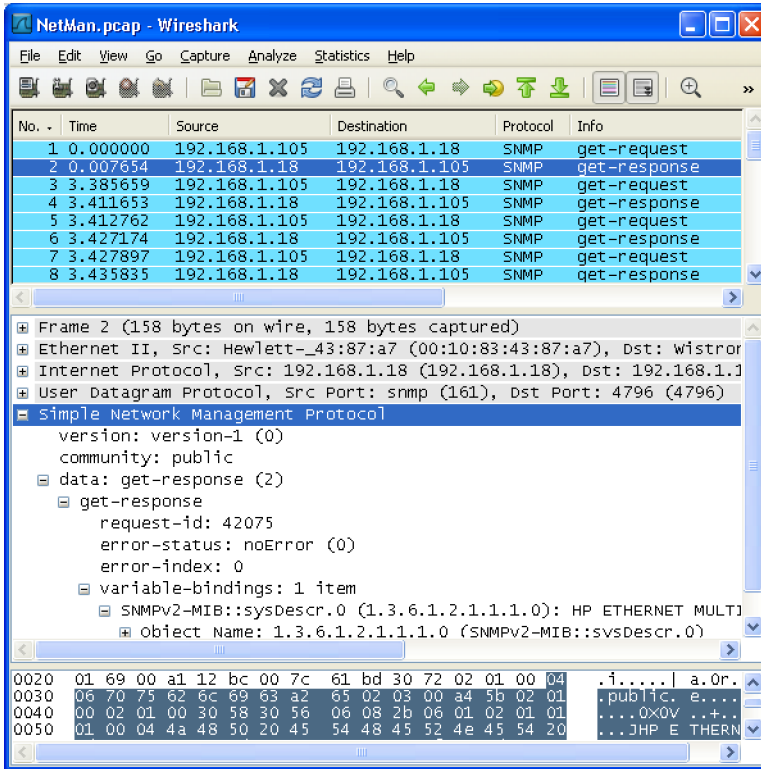 NetMan.pcap - Wireshark
File Edit View Go Capture Analyze Statistics Help
»
No. Time Source Destination Protocol Info
1 0.000000 192.168.1.105 192.168.1.18 SNMP get-request
2 0.007654 192.168.1.18 192.168.1.105 SNMP get-response
3 3.385659 192.168.1.105 192.168.1.18 SNMP get-request
4 3.411653 192.168.1.18 192.168.1.105 SNMP get-response
5 3.412762 192.168.1.105 192.168.1.18 SNMP get-request
6 3.427174 192.168.1.18 192.168.1.105 SNMP get-response
7 3.427897 192.168.1.105 192.168.1.18 SNMP get-request
8 3.435835 192.168.1.18 192.168.1.105 SNMP get-response
Frame 2 (158 bytes on wire, 158 bytes captured)
Ethernet II, Src: Hewlett-_43:87:a7 (00:10:83:43:87:a7), Dst: Wistror
Internet Protocol, Src: 192.168.1.18 (192.168.1.18), Dst: 192.168.1.1
User Datagram Protocol, Src Port: snmp (161), Dst Port: 4796 (4796)
Simple Network Management Protocol
version: version-1 (0)
community: public
data: get-response (2)
get-response
request-id: 42075
error-status: noError (0)
error-index: 0
variable-bindings: 1 item
SNMPv2-MIB::sysDescr.0 (1.3.6.1.2.1.1.1.0): HP ETHERNET MULTI
Object Name: 1.3.6.1.2.1.1.1.0 (SNMPv2-MIB::sysDescr.0)
0020 01 69 00 a1 12 bc 00 7c 61 bd 30 72 02 01 00 04 .i.....| a.0r.
0030 06 70 75 62 6c 69 63 a2 65 02 03 00 a4 5b 02 01 .public. e....
0040 00 02 01 00 30 58 30 56 06 08 2b 06 01 02 01 01 ....0X0V ..+..
0050 01 00 04 4a 48 50 20 45 54 48 45 52 4e 45 54 20 ...JHP E THERN